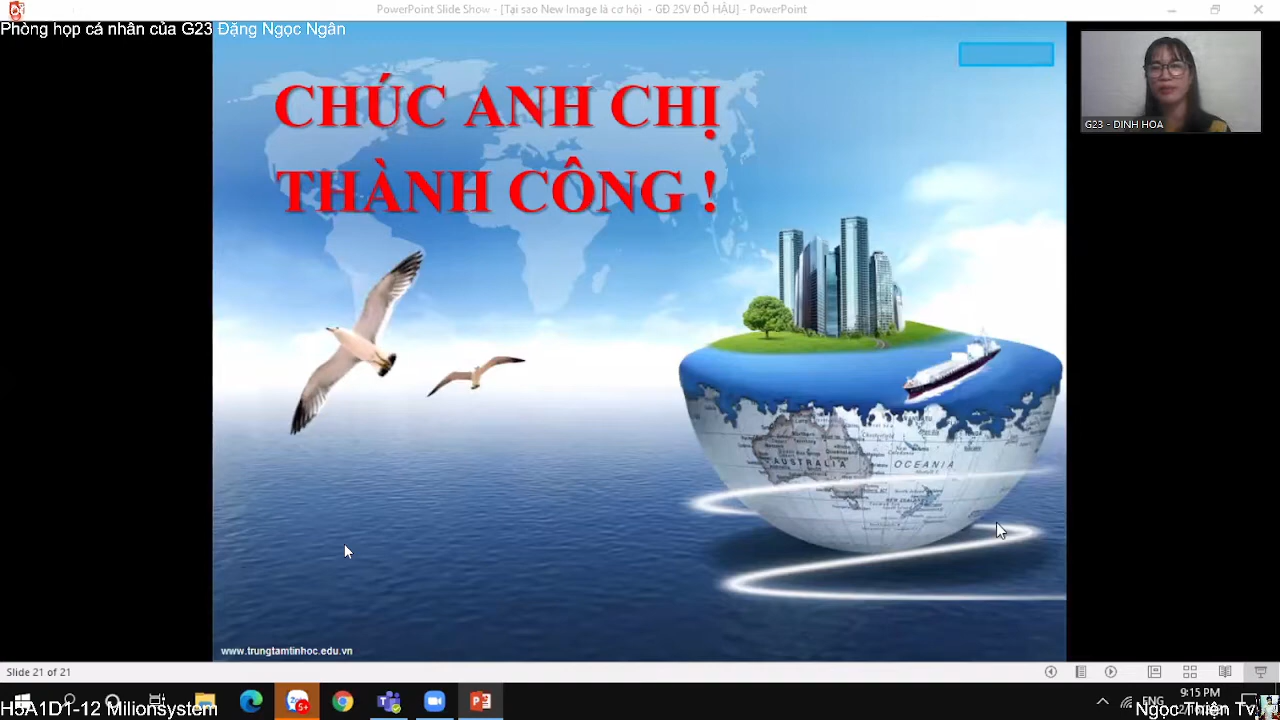 PowerPoint Slide Show - [Tại sao New Image là cơ hội - GĐ 2SV ĐỖ HẬU] - PowerPoint
Phòng họp cá nhân của G23 Đặng Ngọc Ngân
CHÚC ANH CHỊ
THÀNH CÔNG !
G23 - DINH HOA
AUSTRALIA
OCEANIA
NEW ZEALAND
www.trungtamtinhoc.edu.vn
Slide 21 of 21
ENG
9:15 PM
H5A1D1-12 Milionsystem
Ngọc Thiện Tv